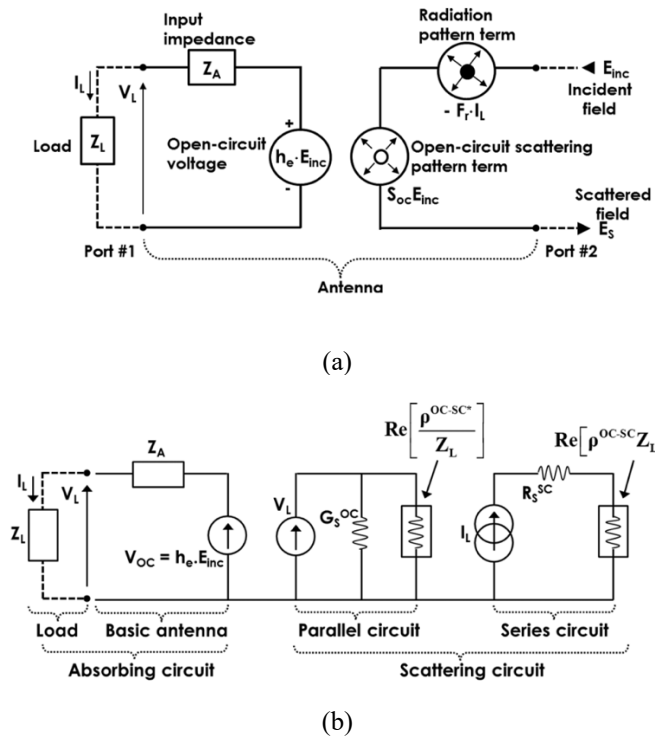 Input
impedance
Z_A
I_L
V_L
Load
Z_L
Open-circuit
voltage
+
h_e·E_inc
-
Port #1
Radiation
pattern term
- F_r·I_L
E_inc
Incident
field
Open-circuit scattering
pattern term
S_oc E_inc
Scattered
field
E_S
Port #2
Antenna
(a)
Z_A
I_L
V_L
Z_L
V_OC = h_e.E_inc
V_L
G_S^OC
Re[ρ^OC-SC*/Z_L]
I_L
R_S^SC
Re[ρ^OC-SC Z_L
Load
Basic antenna
Absorbing circuit
Parallel circuit
Series circuit
Scattering circuit
(b)